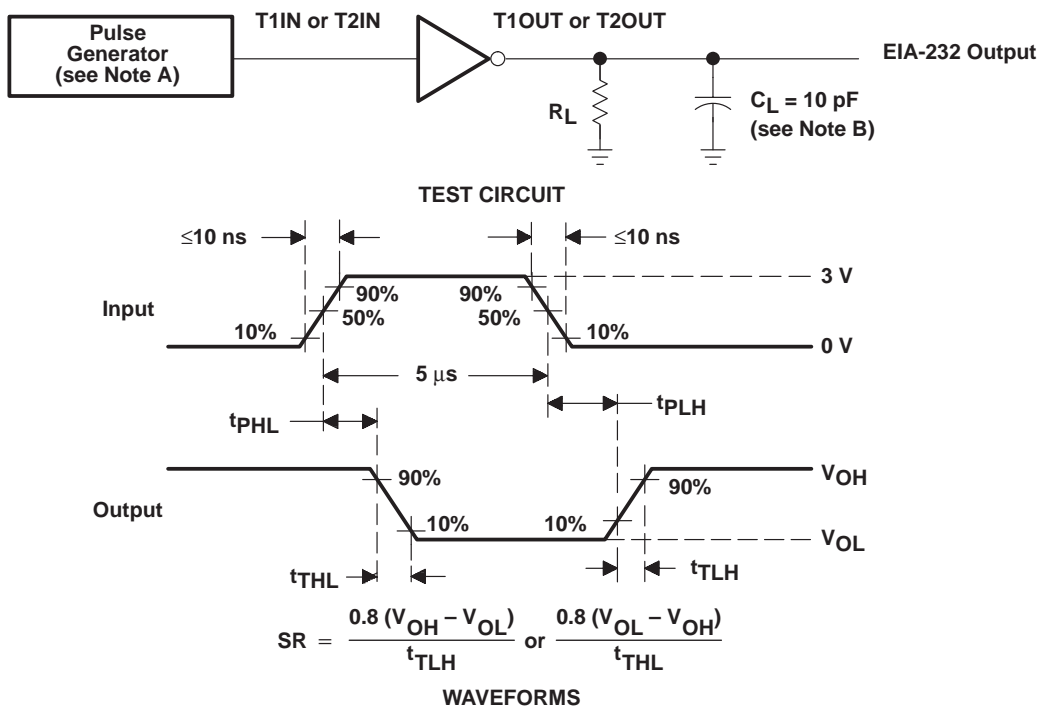 Pulse
Generator
(see Note A)
T1IN or T2IN
T1OUT or T2OUT
EIA-232 Output
RL
CL = 10 pF
(see Note B)
TEST CIRCUIT
≤10 ns
≤10 ns
3 V
Input
90%
90%
50%
50%
10%
10%
0 V
5 μs
tPHL
tPLH
VOH
90%
90%
Output
10%
10%
VOL
tTHL
tTLH
SR = 0.8 (VOH – VOL) / tTLH or 0.8 (VOL – VOH) / tTHL
WAVEFORMS